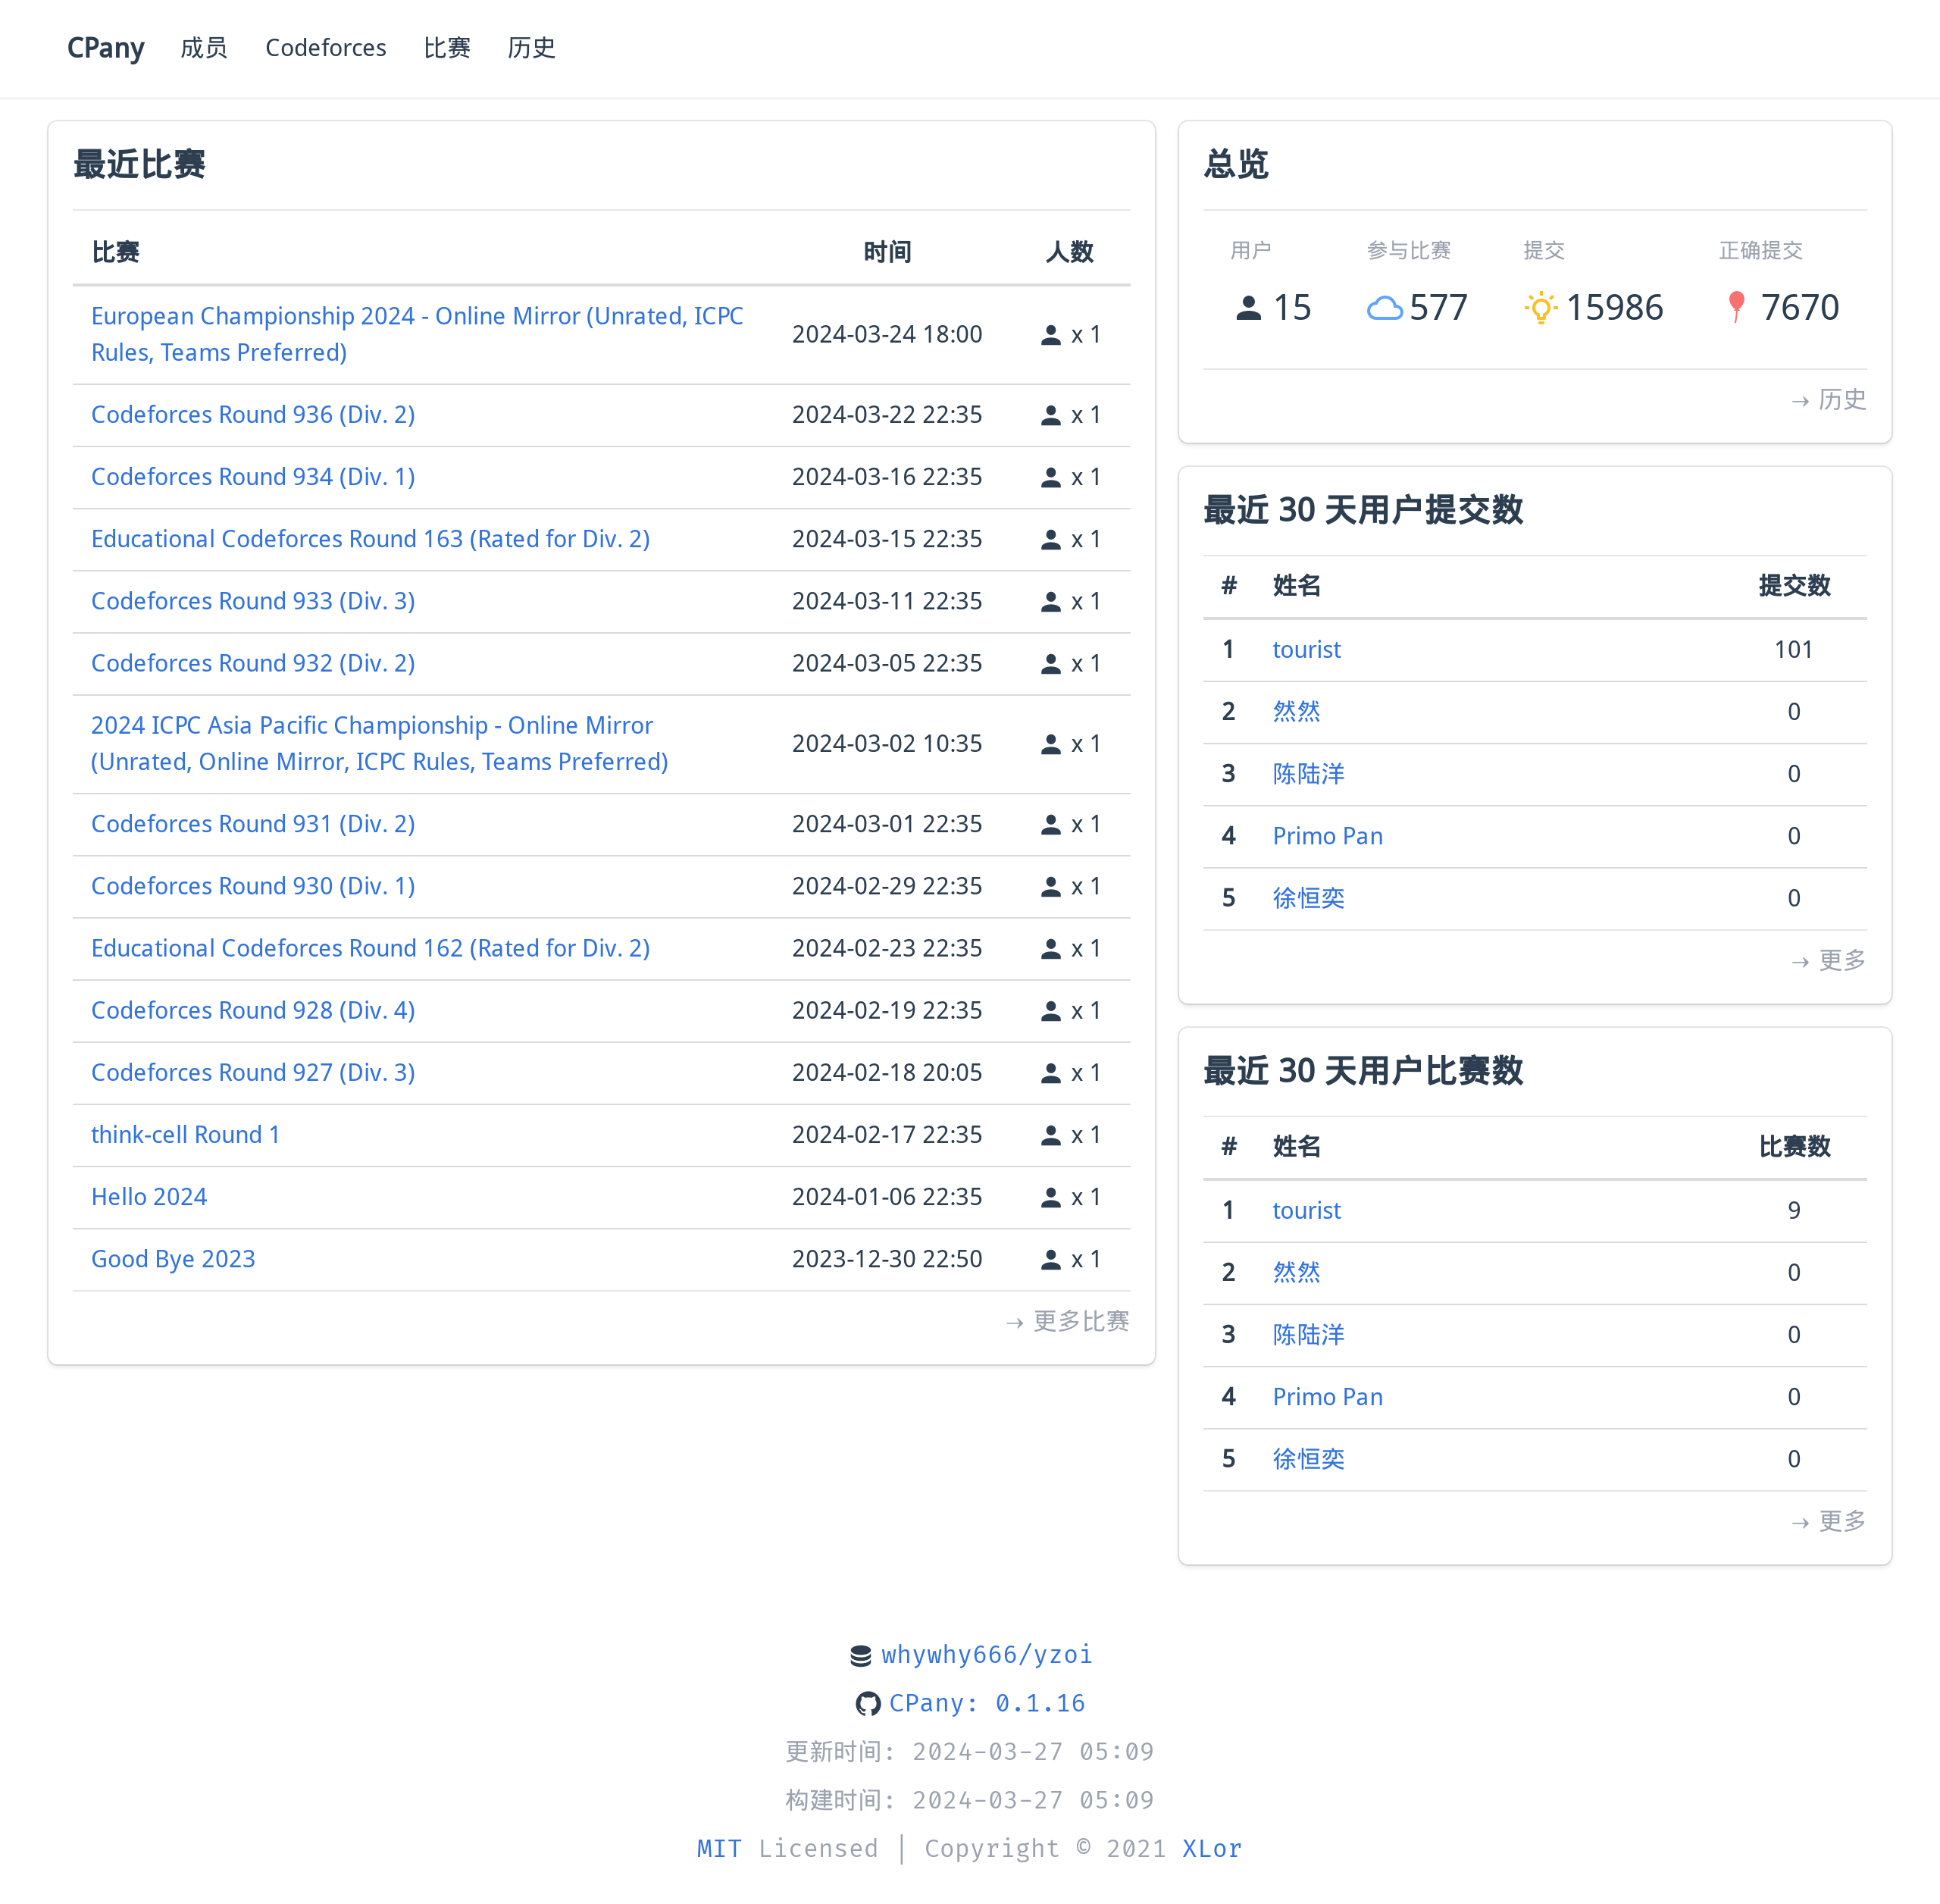 CPany 成员 Codeforces 比赛 历史
最近比赛
比赛 时间 人数
European Championship 2024 - Online Mirror (Unrated, ICPC
Rules, Teams Preferred) 2024-03-24 18:00 x 1
Codeforces Round 936 (Div. 2) 2024-03-22 22:35 x 1
Codeforces Round 934 (Div. 1) 2024-03-16 22:35 x 1
Educational Codeforces Round 163 (Rated for Div. 2) 2024-03-15 22:35 x 1
Codeforces Round 933 (Div. 3) 2024-03-11 22:35 x 1
Codeforces Round 932 (Div. 2) 2024-03-05 22:35 x 1
2024 ICPC Asia Pacific Championship - Online Mirror
(Unrated, Online Mirror, ICPC Rules, Teams Preferred) 2024-03-02 10:35 x 1
Codeforces Round 931 (Div. 2) 2024-03-01 22:35 x 1
Codeforces Round 930 (Div. 1) 2024-02-29 22:35 x 1
Educational Codeforces Round 162 (Rated for Div. 2) 2024-02-23 22:35 x 1
Codeforces Round 928 (Div. 4) 2024-02-19 22:35 x 1
Codeforces Round 927 (Div. 3) 2024-02-18 20:05 x 1
think-cell Round 1 2024-02-17 22:35 x 1
Hello 2024 2024-01-06 22:35 x 1
Good Bye 2023 2023-12-30 22:50 x 1
→ 更多比赛
总览
用户 参与比赛 提交 正确提交
15 577 15986 7670
→ 历史
最近 30 天用户提交数
# 姓名 提交数
1 tourist 101
2 然然 0
3 陈陆洋 0
4 Primo Pan 0
5 徐恒奕 0
→ 更多
最近 30 天用户比赛数
# 姓名 比赛数
1 tourist 9
2 然然 0
3 陈陆洋 0
4 Primo Pan 0
5 徐恒奕 0
→ 更多
whywhy666/yzoi
CPany: 0.1.16
更新时间: 2024-03-27 05:09
构建时间: 2024-03-27 05:09
MIT Licensed | Copyright © 2021 XLor